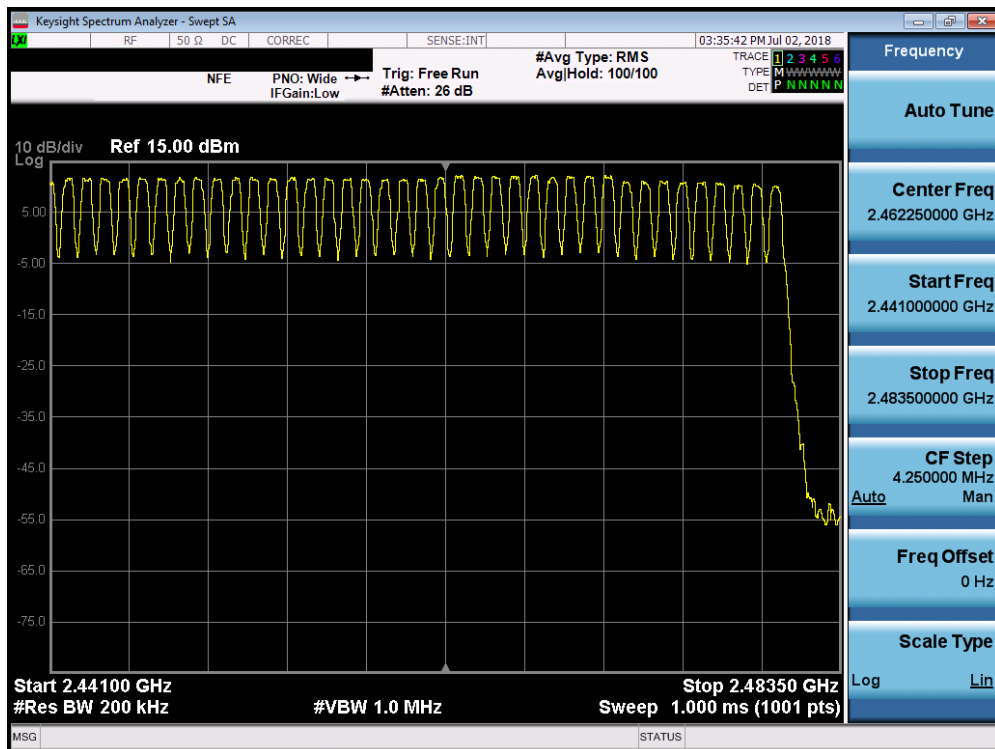 Keysight Spectrum Analyzer - Swept SA
LXI RF 50 Ω DC CORREC SENSE:INT 03:35:42 PM Jul 02, 2018
NFE PNO: Wide Trig: Free Run #Avg Type: RMS TRACE 1 2 3 4 5 6
IFGain:Low #Atten: 26 dB Avg|Hold: 100/100 TYPE M WWWWW
DET P N N N N N
10 dB/div Ref 15.00 dBm
Log
5.00
-5.00
-15.0
-25.0
-35.0
-45.0
-55.0
-65.0
-75.0
Start 2.44100 GHz Stop 2.48350 GHz
#Res BW 200 kHz #VBW 1.0 MHz Sweep 1.000 ms (1001 pts)
MSG STATUS
Frequency
Auto Tune
Center Freq
2.462250000 GHz
Start Freq
2.441000000 GHz
Stop Freq
2.483500000 GHz
CF Step
4.250000 MHz
Auto Man
Freq Offset
0 Hz
Scale Type
Log Lin